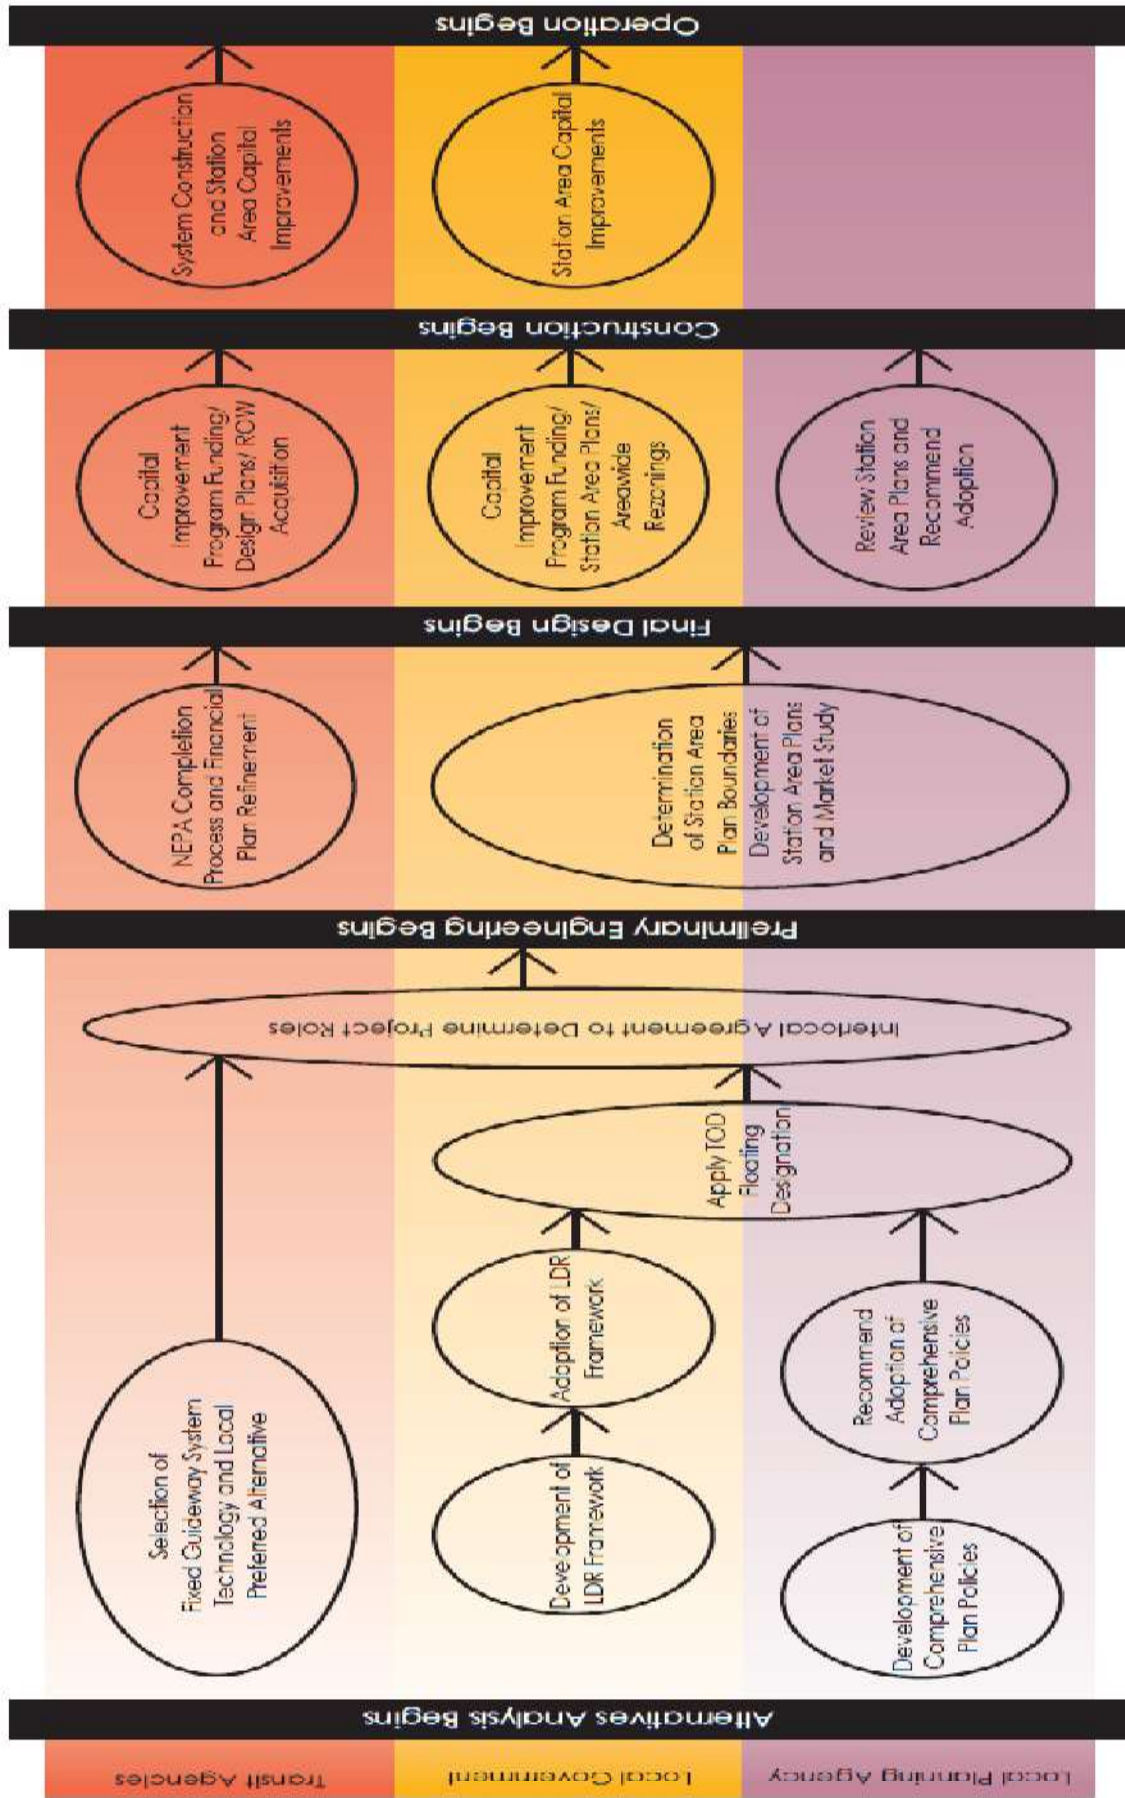 Transit Agencies
Local Government
Local Planning Agency
Alternatives Analysis Begins
Selection of
Fixed Guideway System
Technology and Local
Preferred Alternative
Development of
LDR Framework
Adoption of LDR
Framework
Development of
Comprehensive
Plan Policies
Recommend
Adoption of
Comprehensive
Plan Policies
Apply TOD
Floating
Designation
Interlocal Agreement to Determine Project Roles
Preliminary Engineering Begins
NEPA Completion
Process and Financial
Plan Refinement
Determination
of Station Area
Plan Boundaries
Development of
Station Area Plans
and Market Study
Final Design Begins
Capital
Improvement
Program Funding/
Design Plans/ ROW
Acquisition
Capital
Improvement
Program Funding/
Station Area Plans/
Areawide
Rezonings
Review Station
Area Plans and
Recommend
Adoption
Construction Begins
System Construction
and Station
Area Capital
Improvements
Station Area Capital
Improvements
Operation Begins